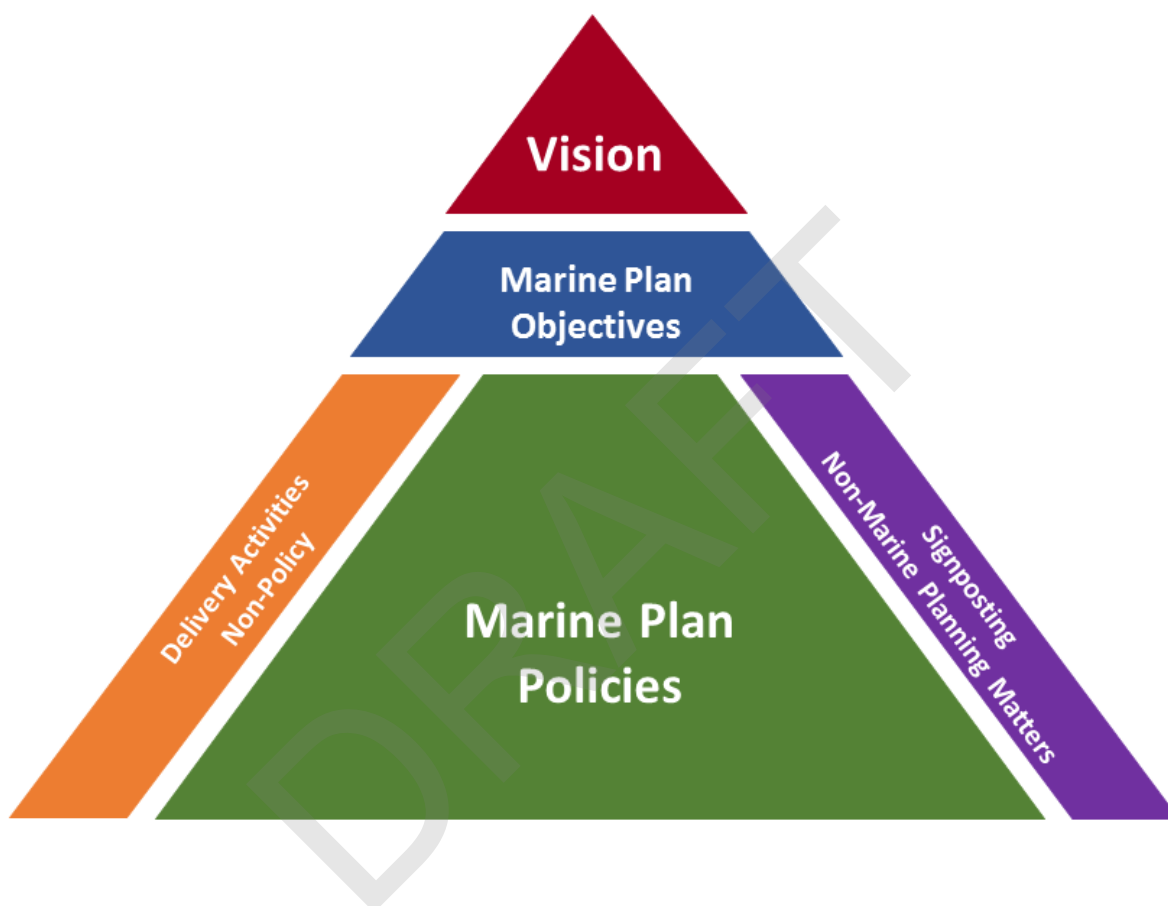 Vision
Marine Plan
Objectives
Delivery Activities
Non-Policy
Marine Plan
Policies
Signposting
Non-Marine Planning Matters
DRAFT